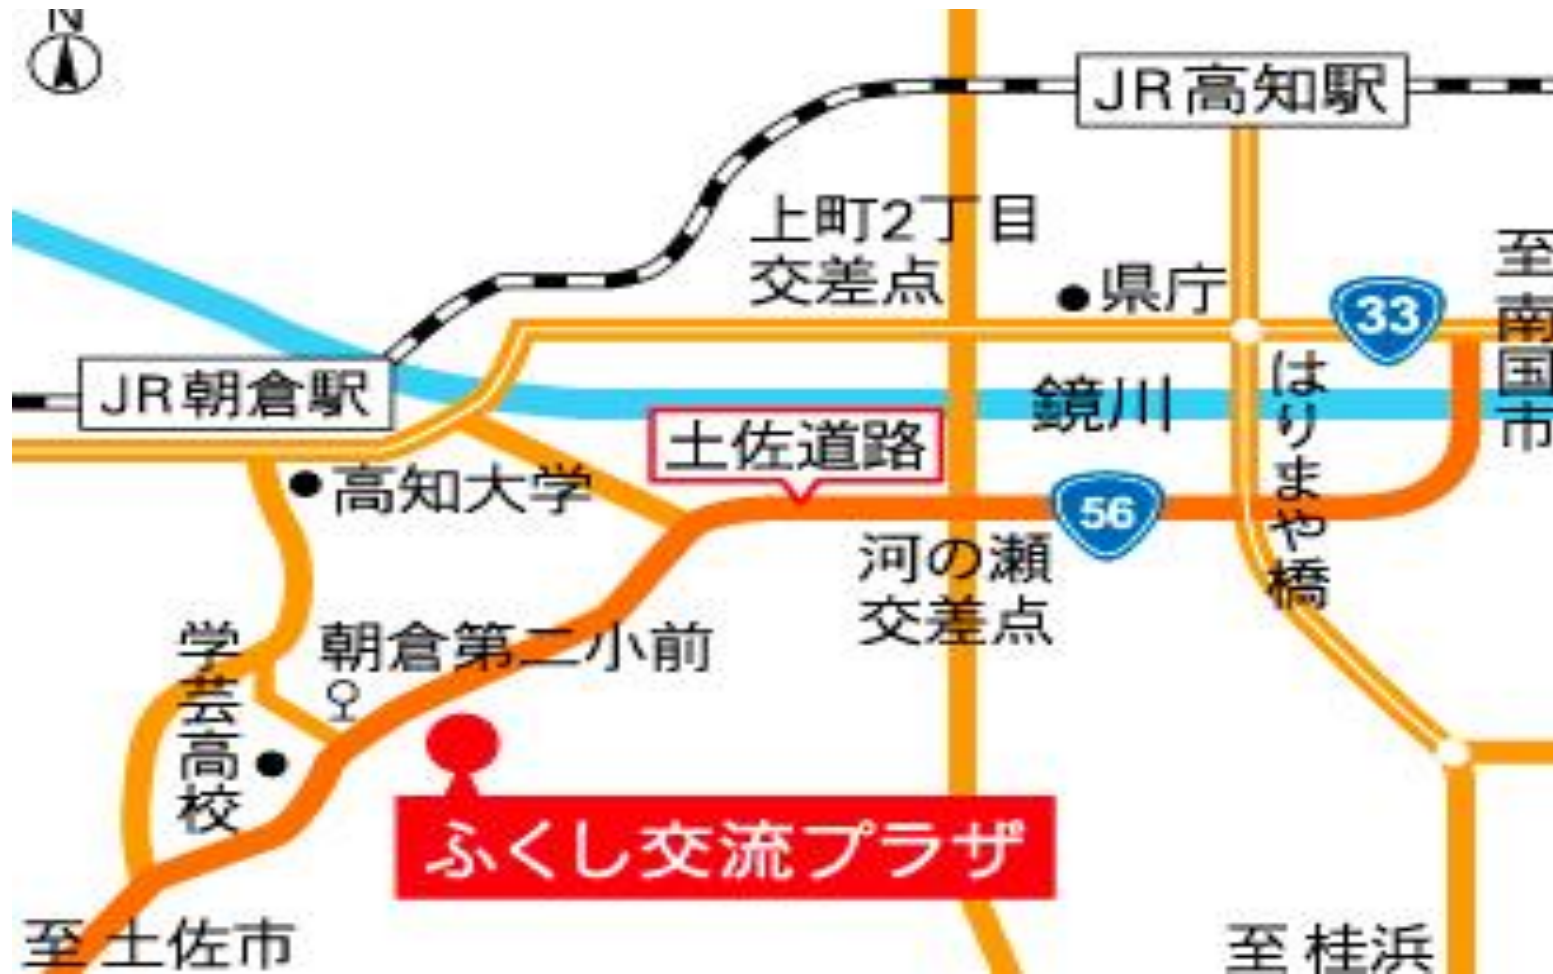 N
JR高知駅
上町2丁目
交差点
県庁
33
至南国市
JR朝倉駅
鏡川
はりまや橋
土佐道路
高知大学
56
河の瀬
交差点
朝倉第二小前
学芸高校
ふくし交流プラザ
至 土佐市
至 桂浜